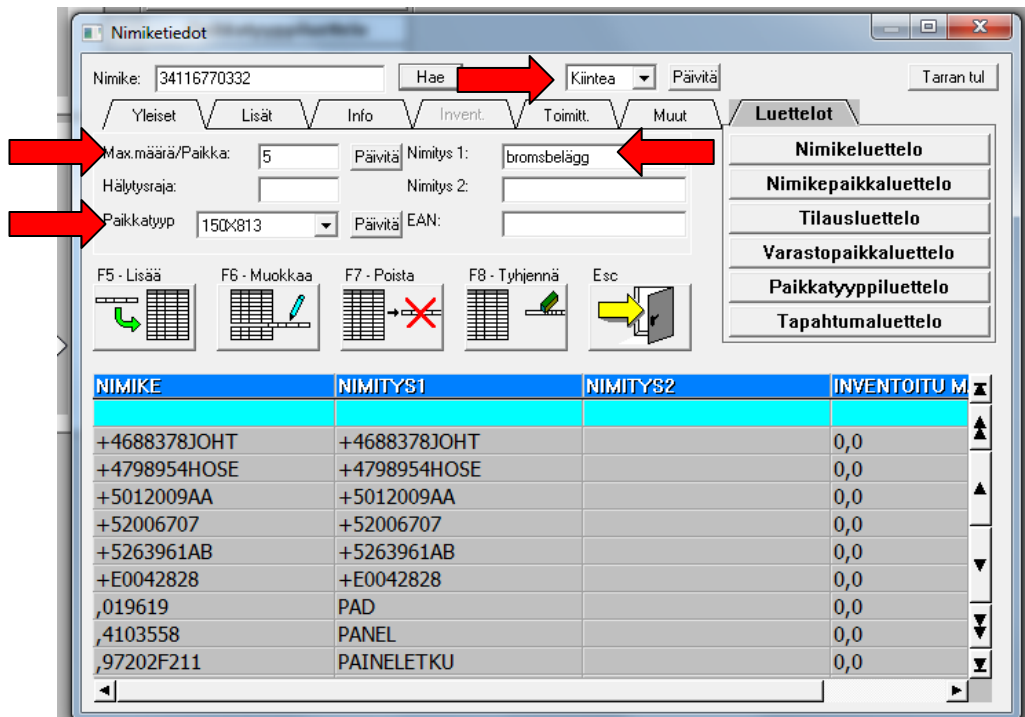 Nimiketiedot
Nimike: 34116770332 Hae Kiintea Päivitä Tarran tul
Yleiset Lisät Info Invent. Toimitt. Muut Luettelot
Max.määrä/Paikka: 5 Päivitä Nimitys 1: bromsbelägg
Hälytysraja: Nimitys 2:
Paikkatyyp 150X813 Päivitä EAN:
Nimikeluettelo
Nimikepaikkaluettelo
Tilausluettelo
Varastopaikkaluettelo
Paikkatyyppiluettelo
Tapahtumaluettelo
F5 - Lisää F6 - Muokkaa F7 - Poista F8 - Tyhjennä Esc
NIMIKE NIMITYS1 NIMITYS2 INVENTOITU M
+4688378JOHT +4688378JOHT 0,0
+4798954HOSE +4798954HOSE 0,0
+5012009AA +5012009AA 0,0
+52006707 +52006707 0,0
+5263961AB +5263961AB 0,0
+E0042828 +E0042828 0,0
,019619 PAD 0,0
,4103558 PANEL 0,0
,97202F211 PAINELETKU 0,0